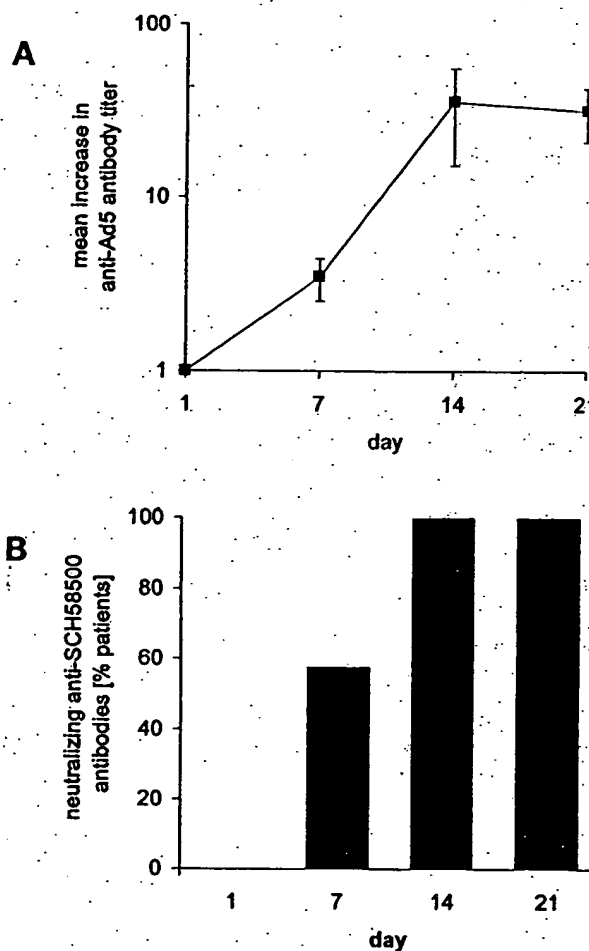 A
mean increase in
anti-Ad5 antibody titer
100
10
1
1 7 14 2
day
B
neutralizing anti-SCH58500
antibodies [% patients]
100
80
60
40
20
0
1 7 14 21
day